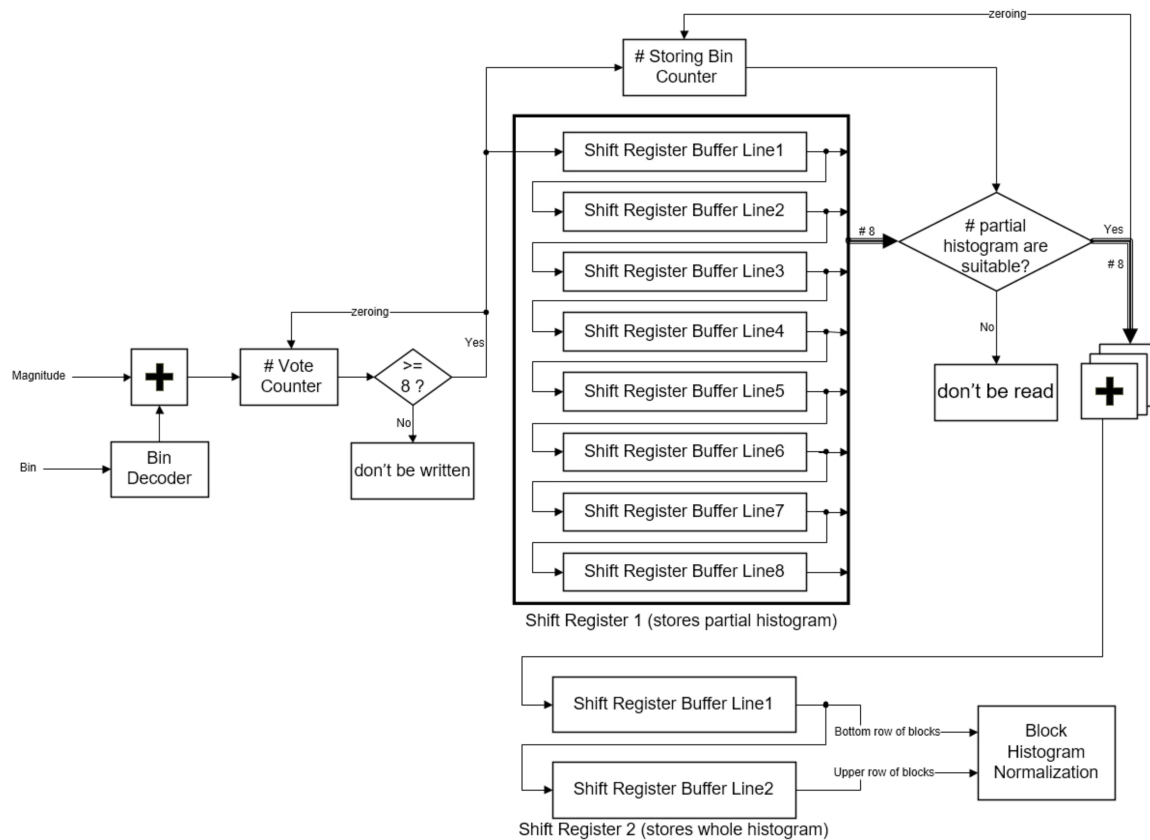 zeroing
# Storing Bin
Counter
Shift Register Buffer Line1
Shift Register Buffer Line2
Shift Register Buffer Line3
Shift Register Buffer Line4
Shift Register Buffer Line5
Shift Register Buffer Line6
Shift Register Buffer Line7
Shift Register Buffer Line8
Shift Register 1 (stores partial histogram)
# 8
# partial
histogram are
suitable?
Yes
# 8
No
don't be read
zeroing
Yes
Magnitude
# Vote
Counter
>=
8 ?
No
don't be written
Bin
Bin
Decoder
Shift Register Buffer Line1
Bottom row of blocks
Shift Register Buffer Line2
Upper row of blocks
Block
Histogram
Normalization
Shift Register 2 (stores whole histogram)